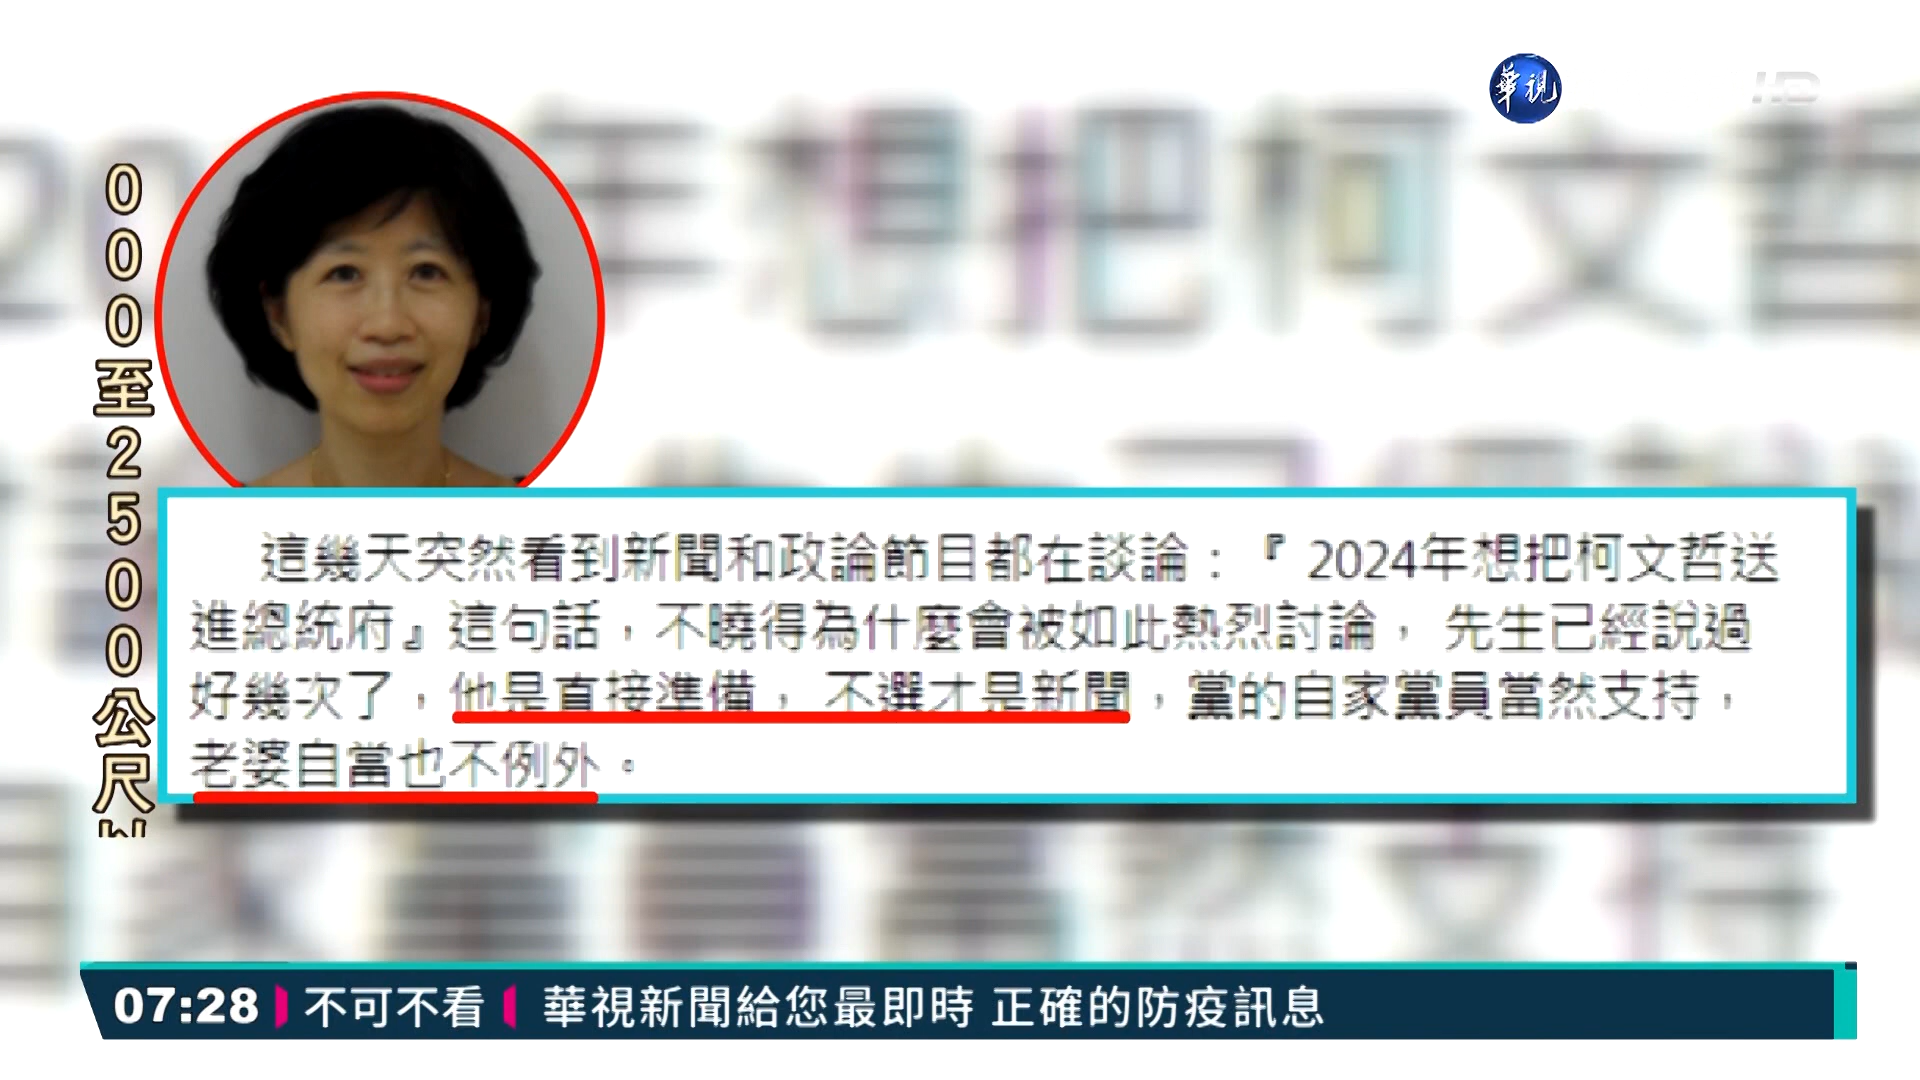 華視
HD
000至2500公尺以
這幾天突然看到新聞和政論節目都在談論：『 2024年想把柯文哲送
進總統府』這句話，不曉得為什麼會被如此熱烈討論， 先生已經說過
好幾次了，他是直接準備， 不選才是新聞，黨的自家黨員當然支持，
老婆自當也不例外。
07:28 不可不看 華視新聞給您最即時 正確的防疫訊息